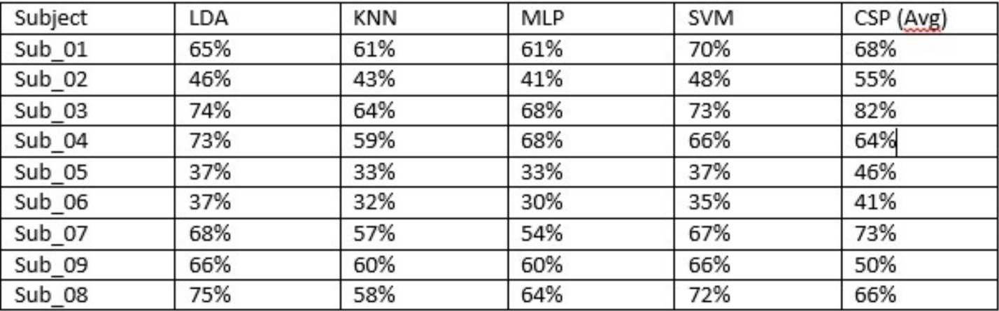 Subject LDA KNN MLP SVM CSP (Avg)
Sub_01 65% 61% 61% 70% 68%
Sub_02 46% 43% 41% 48% 55%
Sub_03 74% 64% 68% 73% 82%
Sub_04 73% 59% 68% 66% 64%
Sub_05 37% 33% 33% 37% 46%
Sub_06 37% 32% 30% 35% 41%
Sub_07 68% 57% 54% 67% 73%
Sub_09 66% 60% 60% 66% 50%
Sub_08 75% 58% 64% 72% 66%